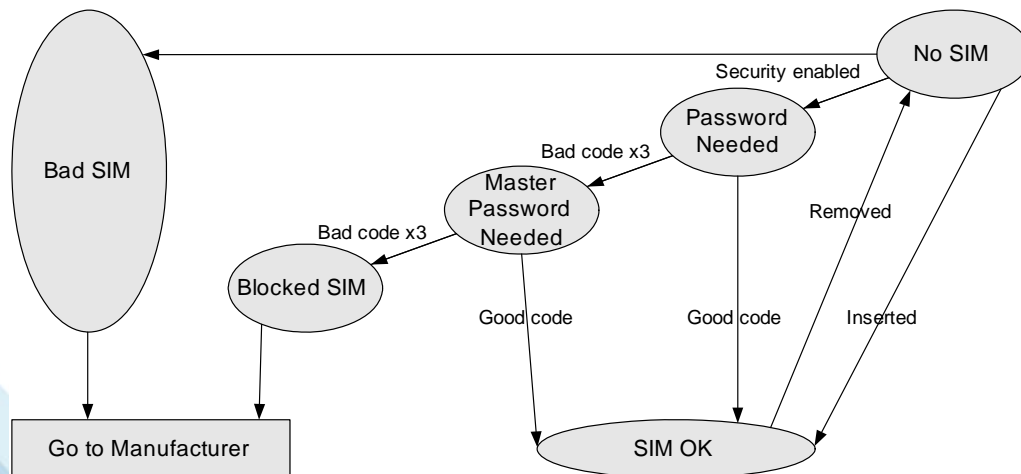 No SIM
Security enabled
Password
Needed
Bad SIM
Bad code x3
Master
Password
Needed
Removed
Bad code x3
Blocked SIM
Good code
Good code
Inserted
Go to Manufacturer
SIM OK